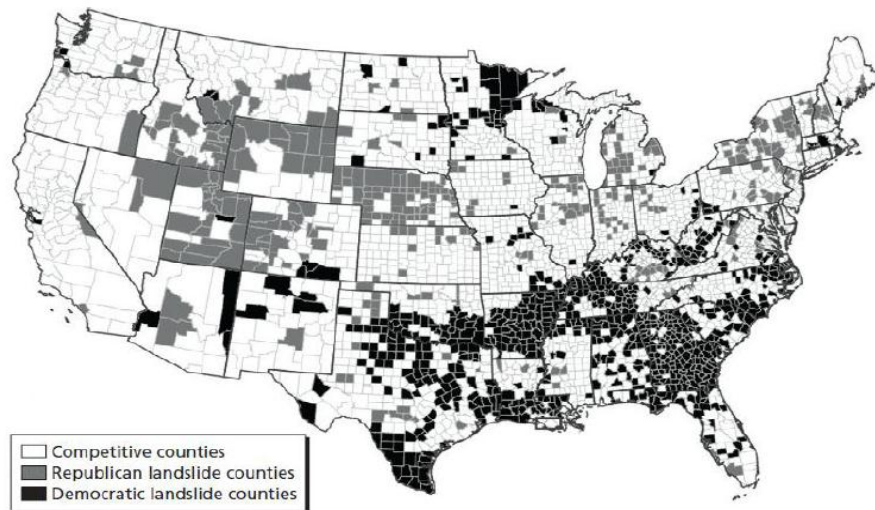 Competitive counties
Republican landslide counties
Democratic landslide counties